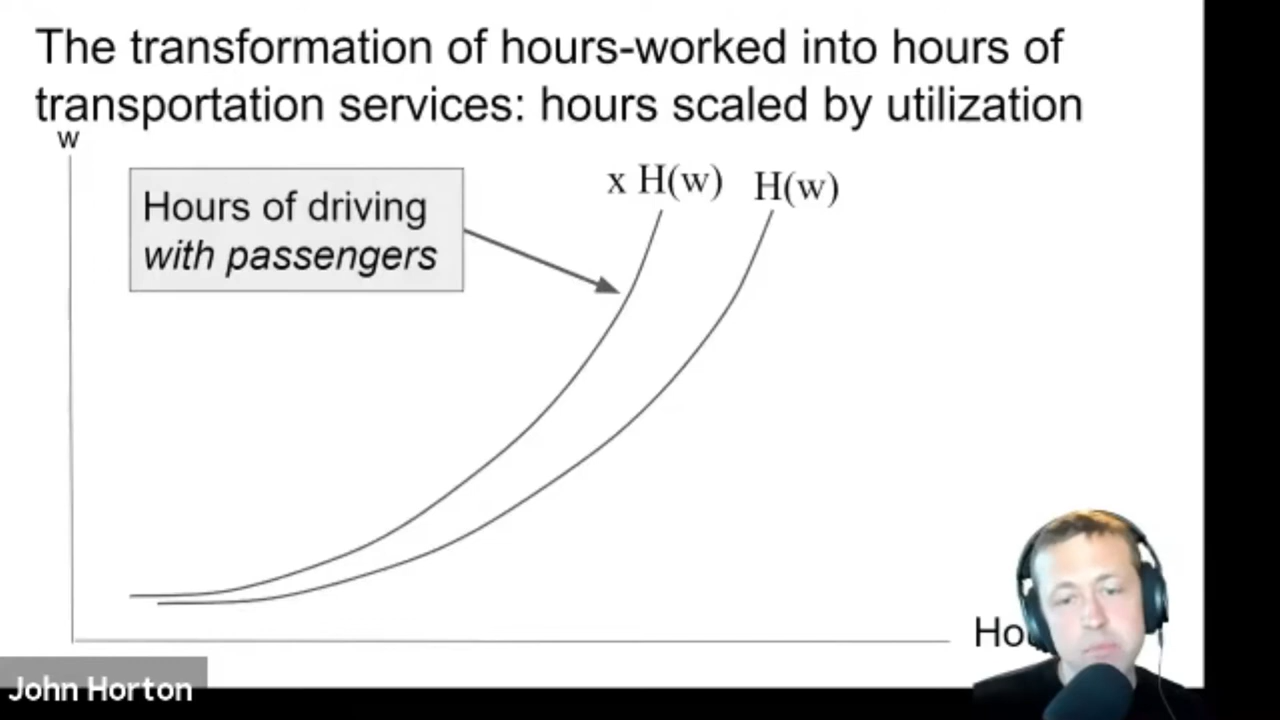 The transformation of hours-worked into hours of
transportation services: hours scaled by utilization
w
Hours of driving
with passengers
x H(w) H(w)
John Horton